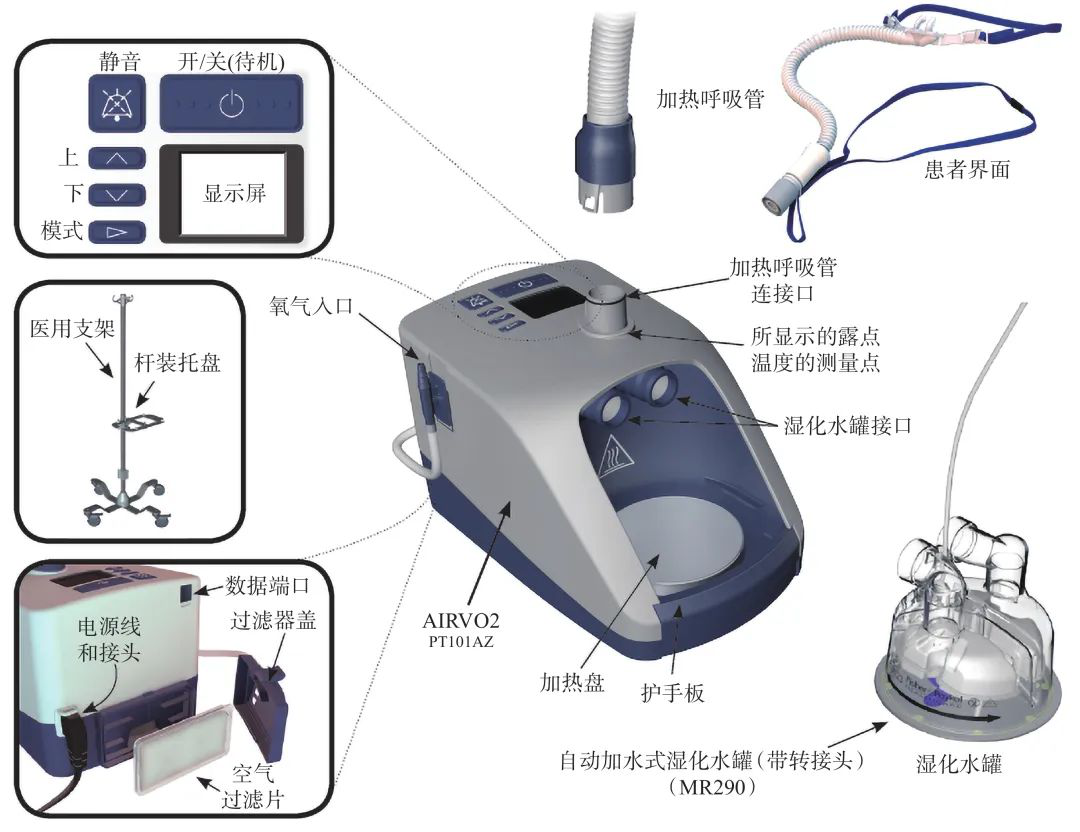 静音
开/关(待机)
上
下
模式
显示屏
加热呼吸管
患者界面
医用支架
杆装托盘
氧气入口
加热呼吸管
连接口
所显示的露点
温度的测量点
湿化水罐接口
数据端口
过滤器盖
电源线
和接头
空气
过滤片
AIRVO2
PT101AZ
加热盘
护手板
自动加水式湿化水罐(带转接头)
(MR290)
湿化水罐
Fisher & Paykel